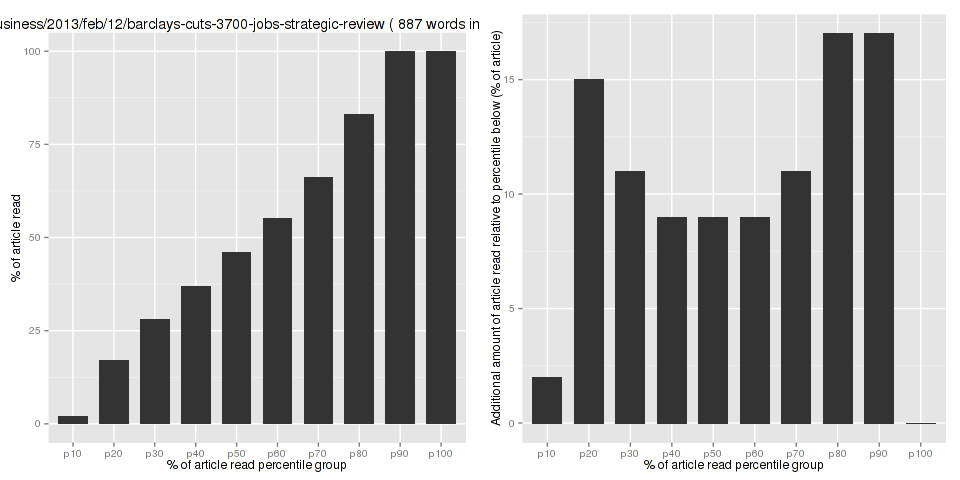 usiness/2013/feb/12/barclays-cuts-3700-jobs-strategic-review ( 887 words in
% of article read
100
75
50
25
0
p10 p20 p30 p40 p50 p60 p70 p80 p90 p100
% of article read percentile group
Additional amount of article read relative to percentile below (% of article)
15
10
5
0
p10 p20 p30 p40 p50 p60 p70 p80 p90 p100
% of article read percentile group